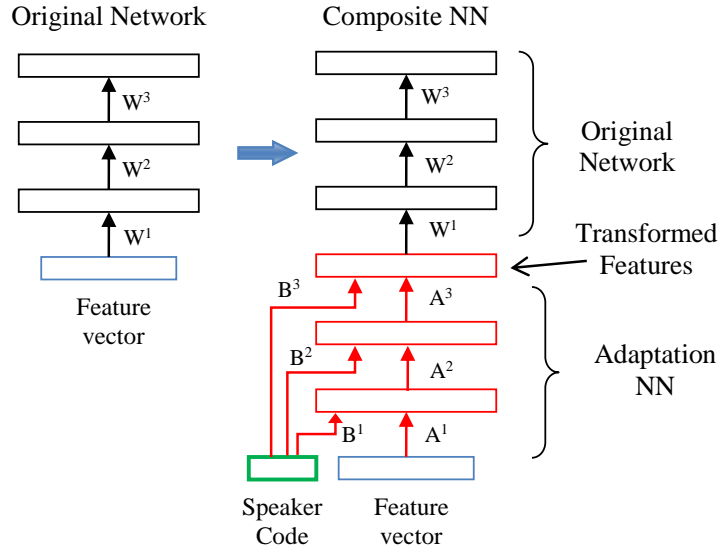 Original Network
Composite NN
W³
W²
W¹
Feature
vector
W³
W²
W¹
Original
Network
Transformed
Features
B³
A³
B²
A²
B¹
A¹
Adaptation
NN
Speaker
Code
Feature
vector